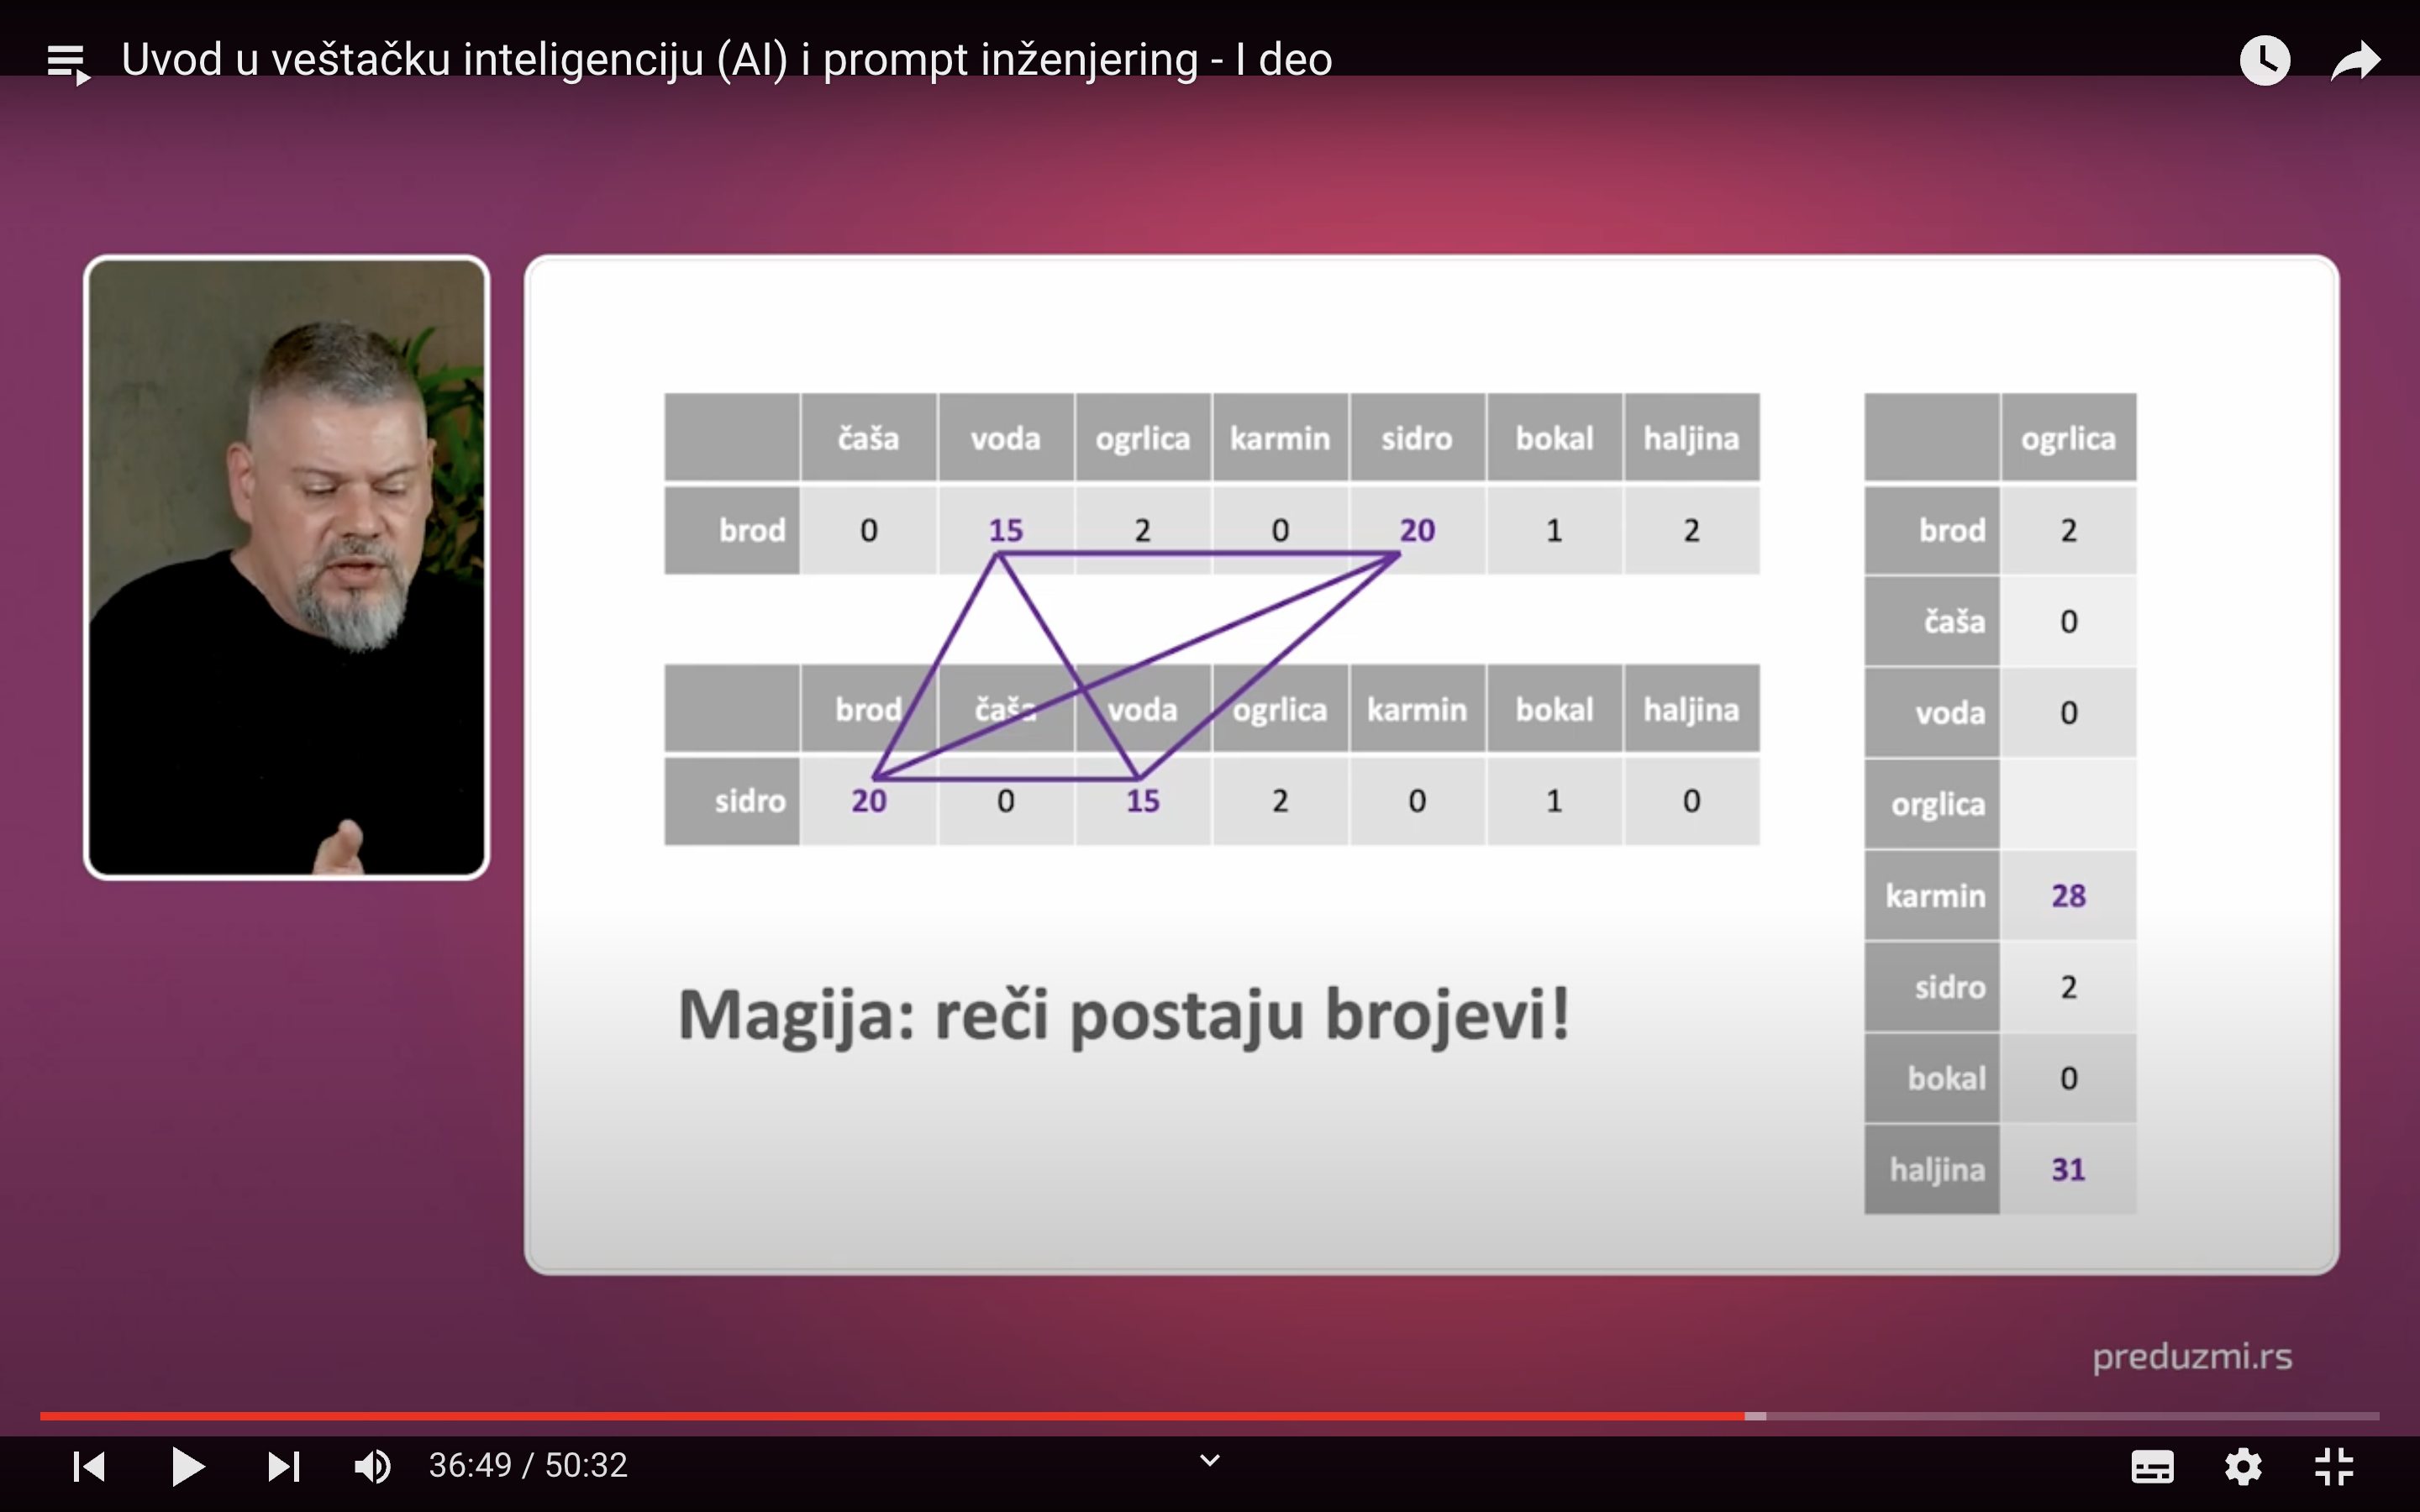 Uvod u veštačku inteligenciju (AI) i prompt inženjering - I deo
čaša voda ogrlica karmin sidro bokal haljina
brod 0 15 2 0 20 1 2
brod čaša voda ogrlica karmin bokal haljina
sidro 20 0 15 2 0 1 0
Magija: reči postaju brojevi!
ogrlica
brod 2
čaša 0
voda 0
orglica
karmin 28
sidro 2
bokal 0
haljina 31
preduzmi.rs
36:49 / 50:32